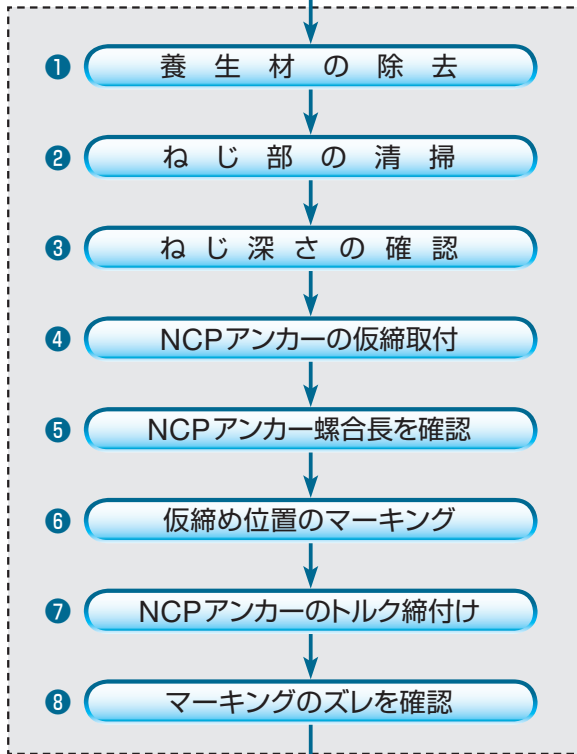 ❶ 養生材の除去
❷ ねじ部の清掃
❸ ねじ深さの確認
❹ NCPアンカーの仮締取付
❺ NCPアンカー螺合長を確認
❻ 仮締め位置のマーキング
❼ NCPアンカーのトルク締付け
❽ マーキングのズレを確認